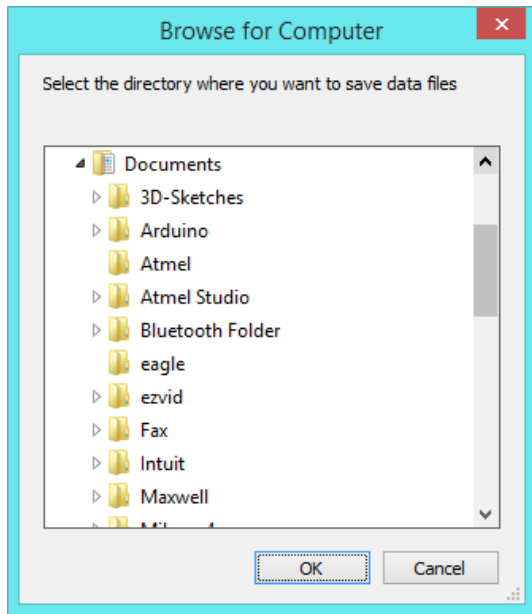 Browse for Computer
Select the directory where you want to save data files
Documents
3D-Sketches
Arduino
Atmel
Atmel Studio
Bluetooth Folder
eagle
ezvid
Fax
Intuit
Maxwell
OK Cancel